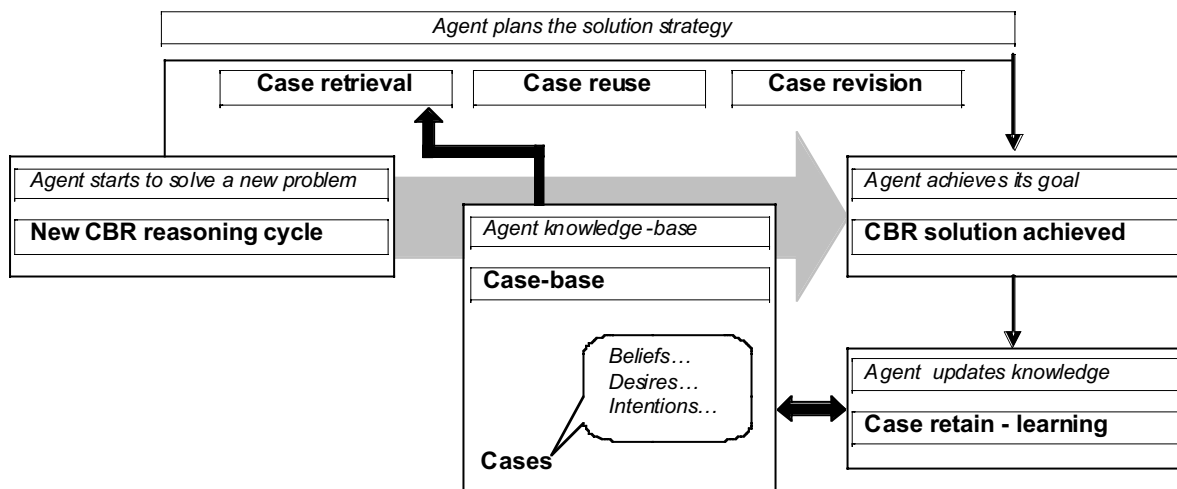 Agent plans the solution strategy
Case retrieval
Case reuse
Case revision
Agent starts to solve a new problem
New CBR reasoning cycle
Agent knowledge-base
Case-base
Beliefs…
Desires…
Intentions…
Cases
Agent achieves its goal
CBR solution achieved
Agent updates knowledge
Case retain - learning